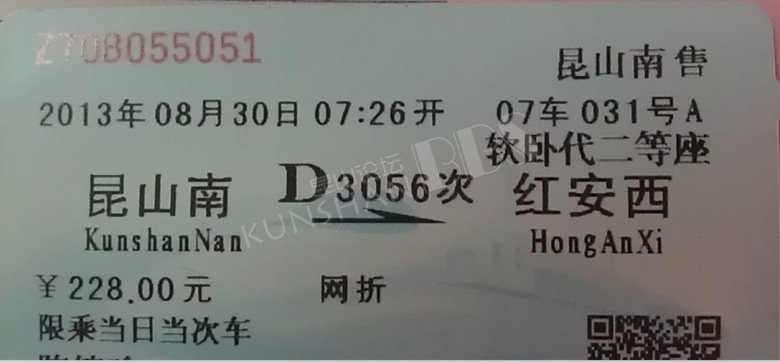 Z708055051
昆山南售
2013年08月30日07:26开 07车031号A
软卧代二等座
昆山南 D3056次 红安西
KunshanNan HongAnXi
￥228.00元 网折
限乘当日当次车